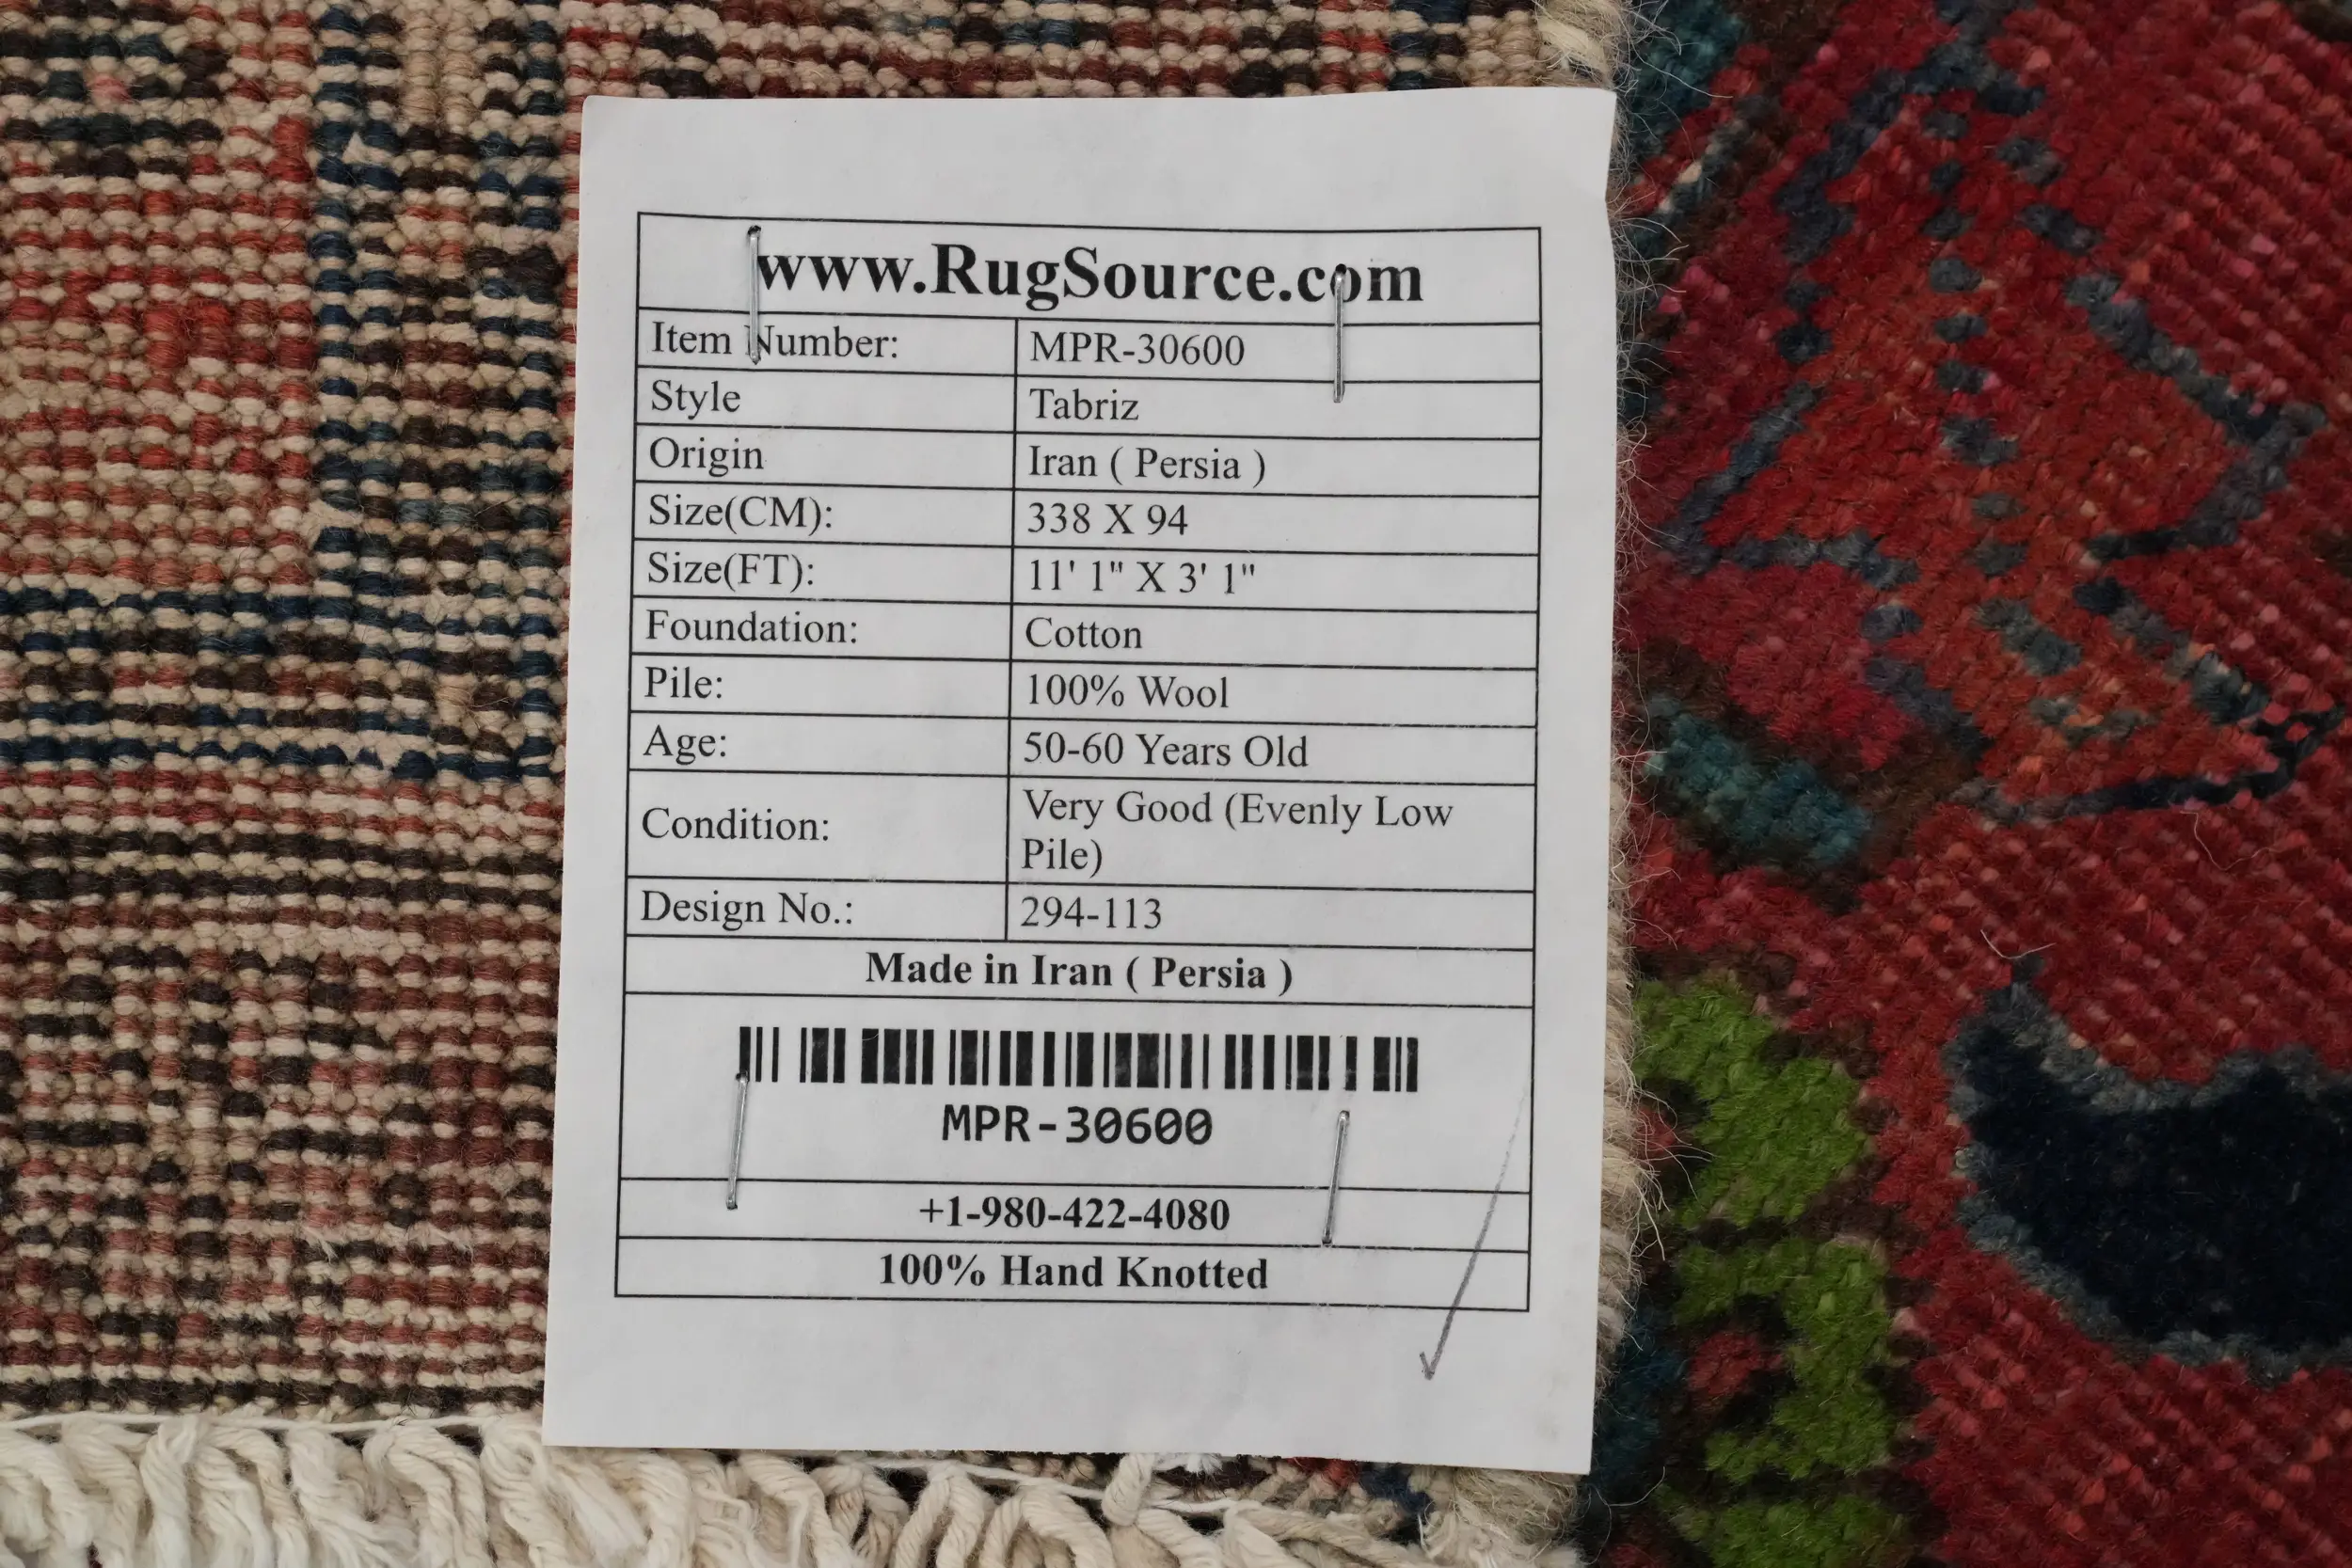 www.RugSource.com
Item Number: MPR-30600
Style Tabriz
Origin Iran ( Persia )
Size(CM): 338 X 94
Size(FT): 11' 1" X 3' 1"
Foundation: Cotton
Pile: 100% Wool
Age: 50-60 Years Old
Condition: Very Good (Evenly Low
Pile)
Design No.: 294-113
Made in Iran ( Persia )
MPR-30600
+1-980-422-4080
100% Hand Knotted